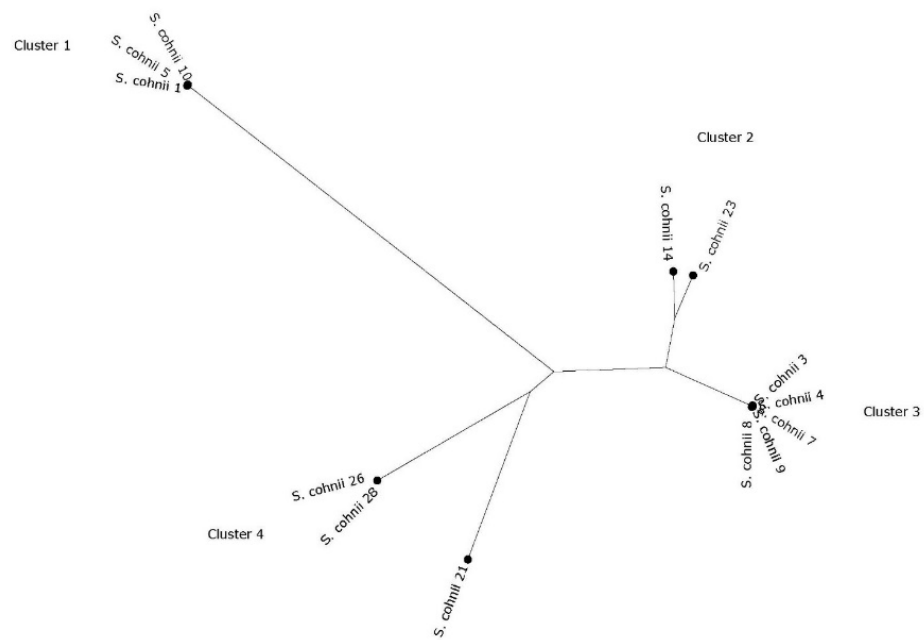 Cluster 1
S. cohnii 10
S. cohnii 5
S. cohnii 1
Cluster 2
S. cohnii 14
S. cohnii 23
S. cohnii 3
S. cohnii 4
S. cohnii 7
S. cohnii 9
S. cohnii 8
Cluster 3
S. cohnii 26
S. cohnii 28
Cluster 4
S. cohnii 21